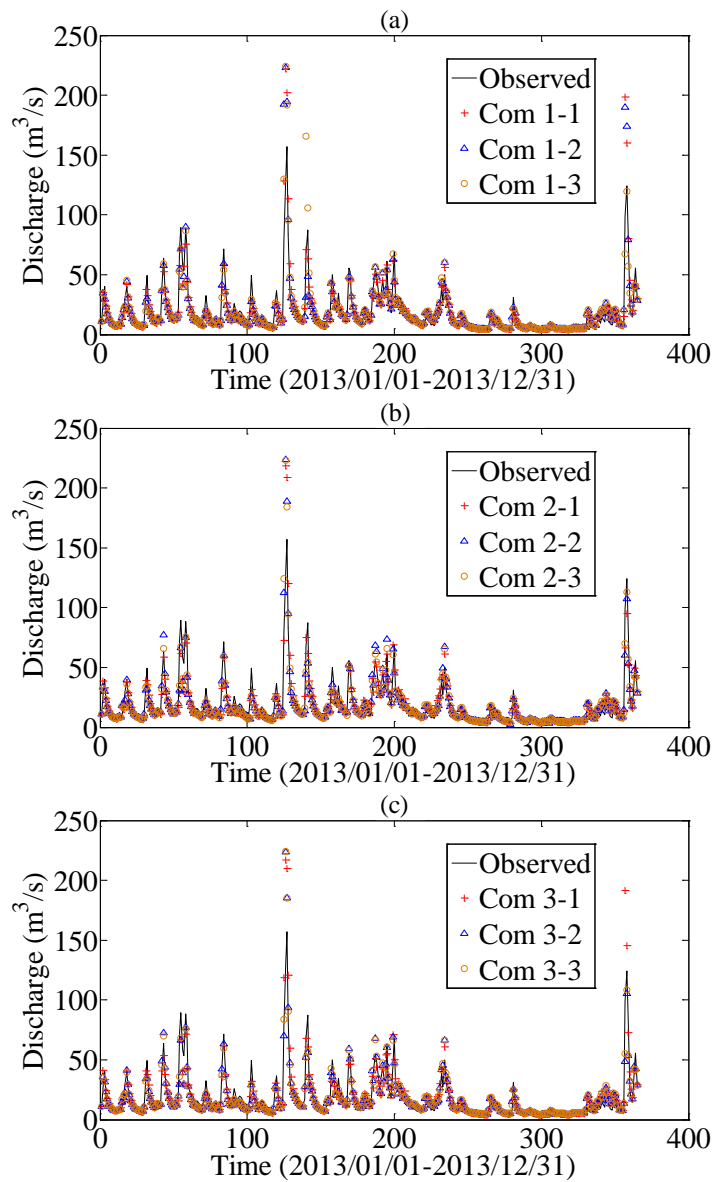 (a)
250
200
150
100
50
0
Discharge (m³/s)
Observed
Com 1-1
Com 1-2
Com 1-3
0 100 200 300 400
Time (2013/01/01-2013/12/31)
(b)
250
200
150
100
50
0
Discharge (m³/s)
Observed
Com 2-1
Com 2-2
Com 2-3
0 100 200 300 400
Time (2013/01/01-2013/12/31)
(c)
250
200
150
100
50
0
Discharge (m³/s)
Observed
Com 3-1
Com 3-2
Com 3-3
0 100 200 300 400
Time (2013/01/01-2013/12/31)